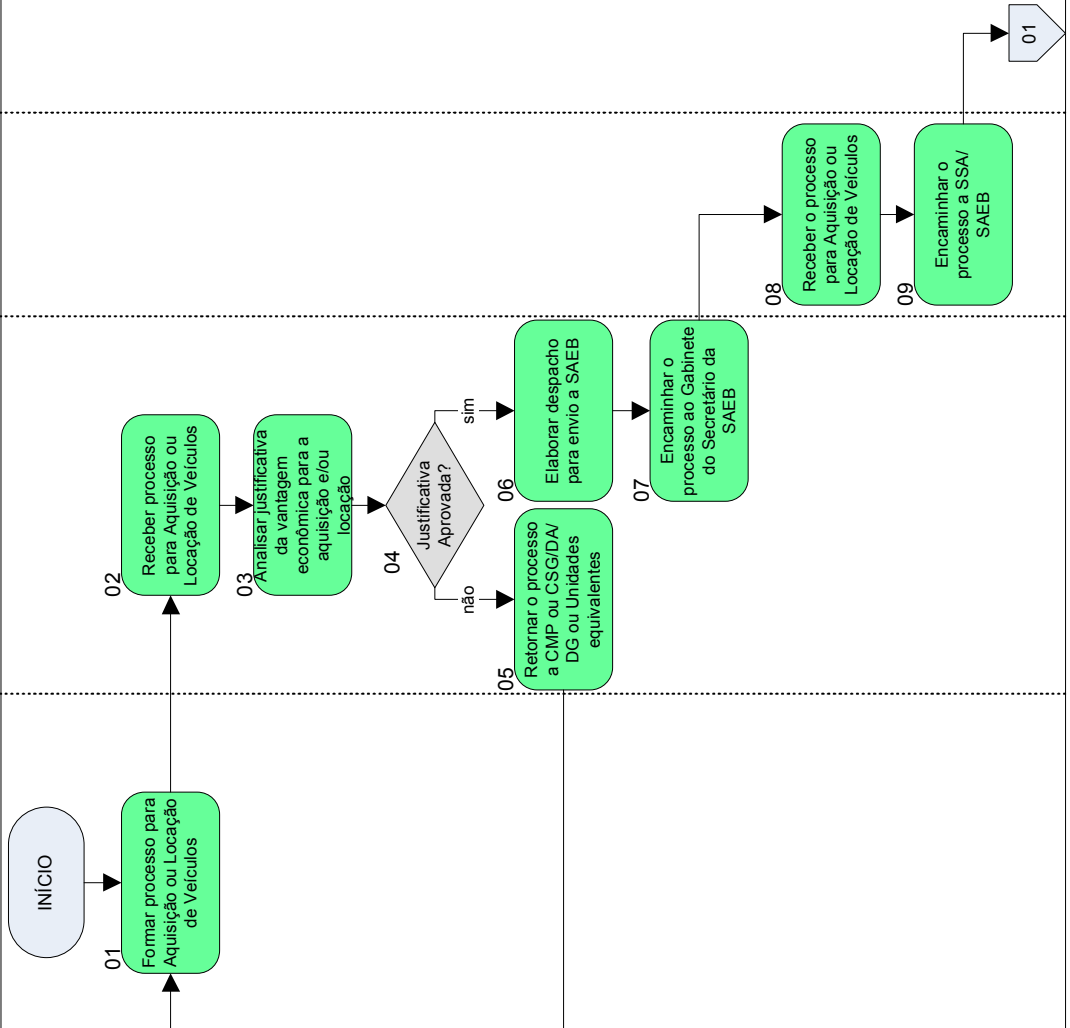 INÍCIO
01
Formar processo para
Aquisição ou Locação
de Veículos
02
Receber processo
para Aquisição ou
Locação de Veículos
03
Analisar justificativa
da vantagem
econômica para a
aquisição e/ou
locação
04
Justificativa
Aprovada?
não
sim
05
Retornar o processo
a CMP ou CSG/DA/
DG ou Unidades
equivalentes
06
Elaborar despacho
para envio a SAEB
07
Encaminhar o
processo ao Gabinete
do Secretário da
SAEB
08
Receber o processo
para Aquisição ou
Locação de Veículos
09
Encaminhar o
processo a SSA/
SAEB
01